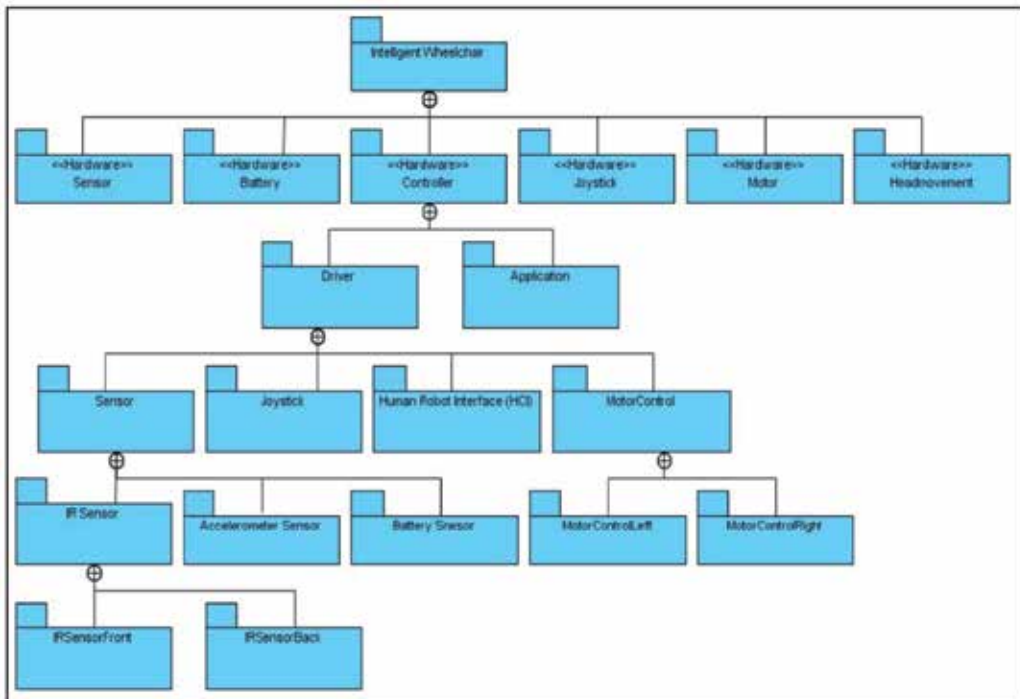 Intelligent Wheelchair
<<Hardware>>
Sensor
<<Hardware>>
Battery
<<Hardware>>
Controller
<<Hardware>>
Joystick
<<Hardware>>
Motor
<<Hardware>>
Headmovement
Driver
Application
Sensor
Joystick
Human Robot Interface (HCI)
MotorControl
IR Sensor
Accelerometer Sensor
Battery Snesor
MotorControlLeft
MotorControlRight
IRSensorFront
IRSensorBack